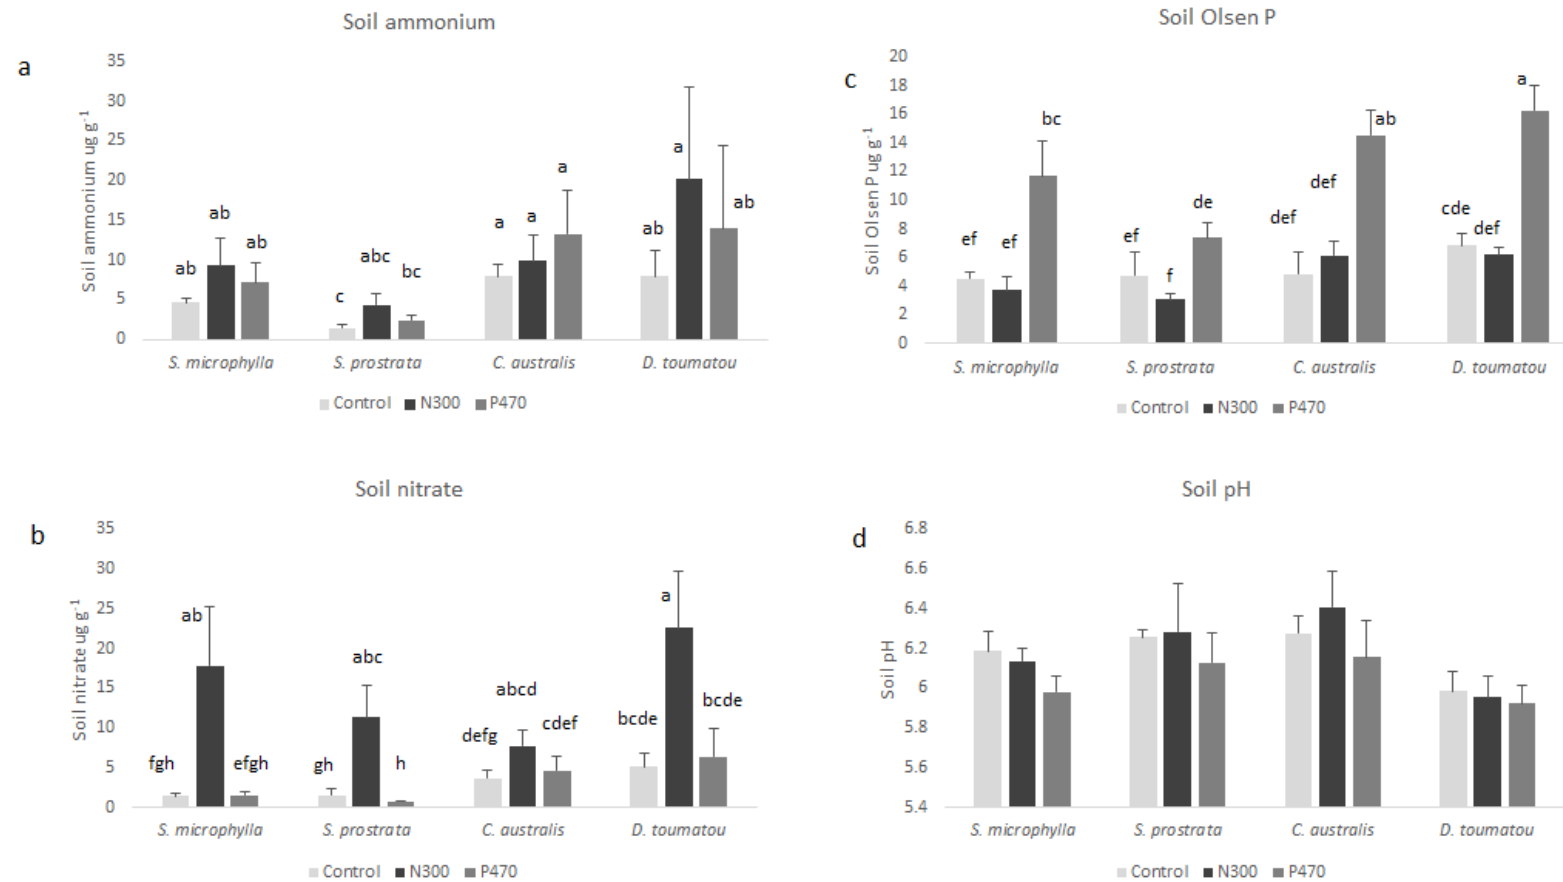 Soil ammonium
a
35
30
25
20
15
10
5
0
Soil ammonium ug g⁻¹
ab
ab
ab
c
abc
bc
a
a
a
ab
a
ab
S. microphylla
S. prostrata
C. australis
D. toumatou
Control N300 P470
Soil Olsen P
c
20
18
16
14
12
10
8
6
4
2
0
Soil Olsen P ug g⁻¹
ef
ef
bc
ef
f
de
def
def
ab
cde
def
a
S. microphylla
S. prostrata
C. australis
D. toumatou
Control N300 P470
Soil nitrate
b
35
30
25
20
15
10
5
0
Soil nitrate ug g⁻¹
fgh
ab
efgh
gh
abc
h
defg
abcd
cdef
bcde
a
bcde
S. microphylla
S. prostrata
C. australis
D. toumatou
Control N300 P470
Soil pH
d
6.8
6.6
6.4
6.2
6
5.8
5.6
5.4
Soil pH
S. microphylla
S. prostrata
C. australis
D. toumatou
Control N300 P470